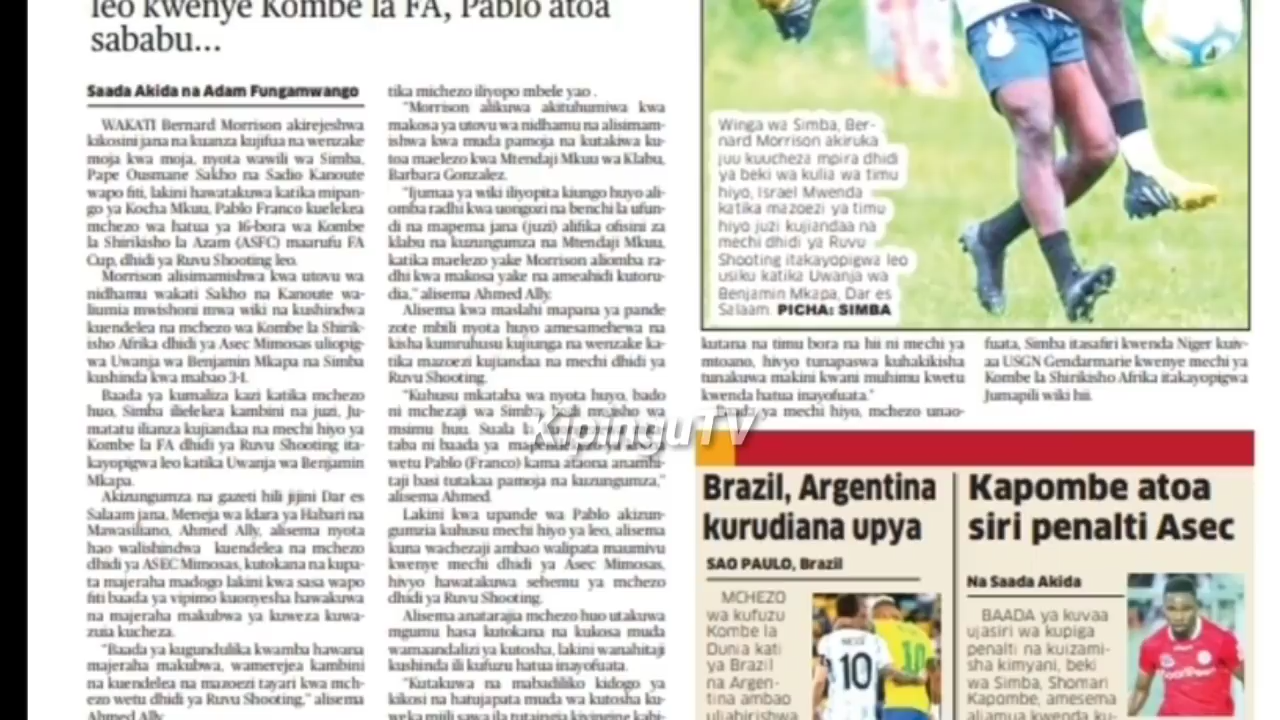 leo kwenye Kombe la FA, Pablo atoa
sababu...
Saada Akida na Adam Fungamwango
WAKATI Bernard Morrison akirejeshwa
kikosini jana na kuanza kujifua na wenzake
moja kwa moja, nyota wawili wa Simba,
Pape Ousmane Sakho na Sadio Kanoute
wapo fiti, lakini hawatakuwa katika mipan-
go ya Kocha Mkuu, Pablo Franco kuelekea
mchezo wa hatua ya 16-bora wa Kombe
la Shirikisho la Azam (ASFC) maarufu FA
Cup, dhidi ya Ruvu Shooting leo.
Morrison alisimamishwa kwa utovu wa
nidhamu wakati Sakho na Kanoute wa-
liumia mwishoni mwa wiki na kushindwa
kuendelea na mchezo wa Kombe la Shirik-
isho Afrika dhidi ya Asec Mimosas uliopig-
wa Uwanja wa Benjamin Mkapa na Simba
kushinda kwa mabao 3-1.
Baada ya kumaliza kazi katika mchezo
huo, Simba ilielekea kambini na juzi, Ju-
matatu ilianza kujiandaa na mechi hiyo ya
Kombe la FA dhidi ya Ruvu Shooting ita-
kayopigwa leo katika Uwanja wa Benjamin
Mkapa.
Akizungumza na gazeti hili jijini Dar es
Salaam jana, Meneja wa Idara ya Habari na
Mawasiliano, Ahmed Ally, alisema nyota
hao walishindwa kuendelea na mchezo
dhidi ya ASEC Mimosas, kutokana na kupa-
ta majeraha madogo lakini kwa sasa wapo
fiti baada ya vipimo kuonyesha hawakuwa
na majeraha makubwa ya kuweza kuwa-
zuia kucheza.
"Baada ya kugundulika kwamba hawana
majeraha makubwa, wamerejea kambini
na kuendelea na mazoezi tayari kwa mch-
ezo wetu dhidi ya Ruvu Shooting," alisema
Ahmed Ally.
tika michezo iliyopo mbele yao .
"Morrison alikuwa akituhumiwa kwa
makosa ya utovu wa nidhamu na alisimam-
ishwa kwa muda pamoja na kutakiwa ku-
toa maelezo kwa Mtendaji Mkuu wa Klabu,
Barbara Gonzalez.
"Ijumaa ya wiki iliyopita kiungo huyo ali-
omba radhi kwa uongozi na benchi la ufun-
di na mapema jana (juzi) alifika ofisini za
klabu na kuzungumza na Mtendaji Mkuu,
katika maelezo yake Morrison aliomba ra-
dhi kwa makosa yake na ameahidi kutoru-
dia," alisema Ahmed Ally.
Alisema kwa maslahi mapana ya pande
zote mbili nyota huyo amesamehewa na
kisha kumruhusu kujiunga na wenzake ka-
tika mazoezi kujiandaa na mechi dhidi ya
Ruvu Shooting.
"Kuhusu mkataba wa nyota huyo, bado
ni mchezaji wa Simba hadi mwisho wa
msimu huu. Suala la
taba ni baada ya
wetu Pablo (Franco) kama ataona anamhi-
taji basi tutakaa pamoja na kuzungumza,"
alisema Ahmed.
Lakini kwa upande wa Pablo akizun-
gumzia kuhusu mechi hiyo ya leo, alisema
kuna wachezaji ambao walipata maumivu
kwenye mechi dhidi ya Asec Mimosas,
hivyo hawatakuwa sehemu ya mchezo
dhidi ya Ruvu Shooting.
Alisema anatarajia mchezo huo utakuwa
mgumu hasa kutokana na kukosa muda
wamaandalizi ya kutosha, lakini wanahitaji
kushinda ili kufuzu hatua inayofuata.
"Kutakuwa na mabadiliko kidogo ya
kikosi na hatujapata muda wa kutosha ku-
weka miili sawa ila tutaingia kivingine kabi-
Winga wa Simba, Ber-
nard Morrison akiruka
juu kuucheza mpira dhidi
ya beki wa kulia wa timu
hiyo, Israel Mwenda
katika mazoezi ya timu
hiyo juzi kujiandaa na
mechi dhidi ya Ruvu
Shooting itakayopigwa leo
usiku katika Uwanja wa
Benjamin Mkapa, Dar es
Salaam. PICHA: SIMBA
kutana na timu bora na hii ni mechi ya
mtoano, hivyo tunapaswa kuhakikisha
tunakuwa makini kwani muhimu kwetu
kwenda hatua inayofuata."
ya mechi hiyo, mchezo unao-
fuata, Simba itasafiri kwenda Niger kuiv-
aa USGN Gendarmarie kwenye mechi ya
Kombe la Shirikisho Afrika itakayopigwa
Jumapili wiki hii.
KipinguTV
Brazil, Argentina
kurudiana upya
SAO PAULO, Brazil
MCHEZO
wa kufuzu
Kombe la
Dunia kati
ya Brazil
na Argen-
tina ambao
uliahirishwa
MESSI
10
10
Kapombe atoa
siri penalti Asec
Na Saada Akida
BAADA ya kuvaa
ujasiri wa kupiga
penalti na kuizami-
sha kimyani, beki
wa Simba, Shomari
Kapombe, amesema
aliamua kwenda ku-